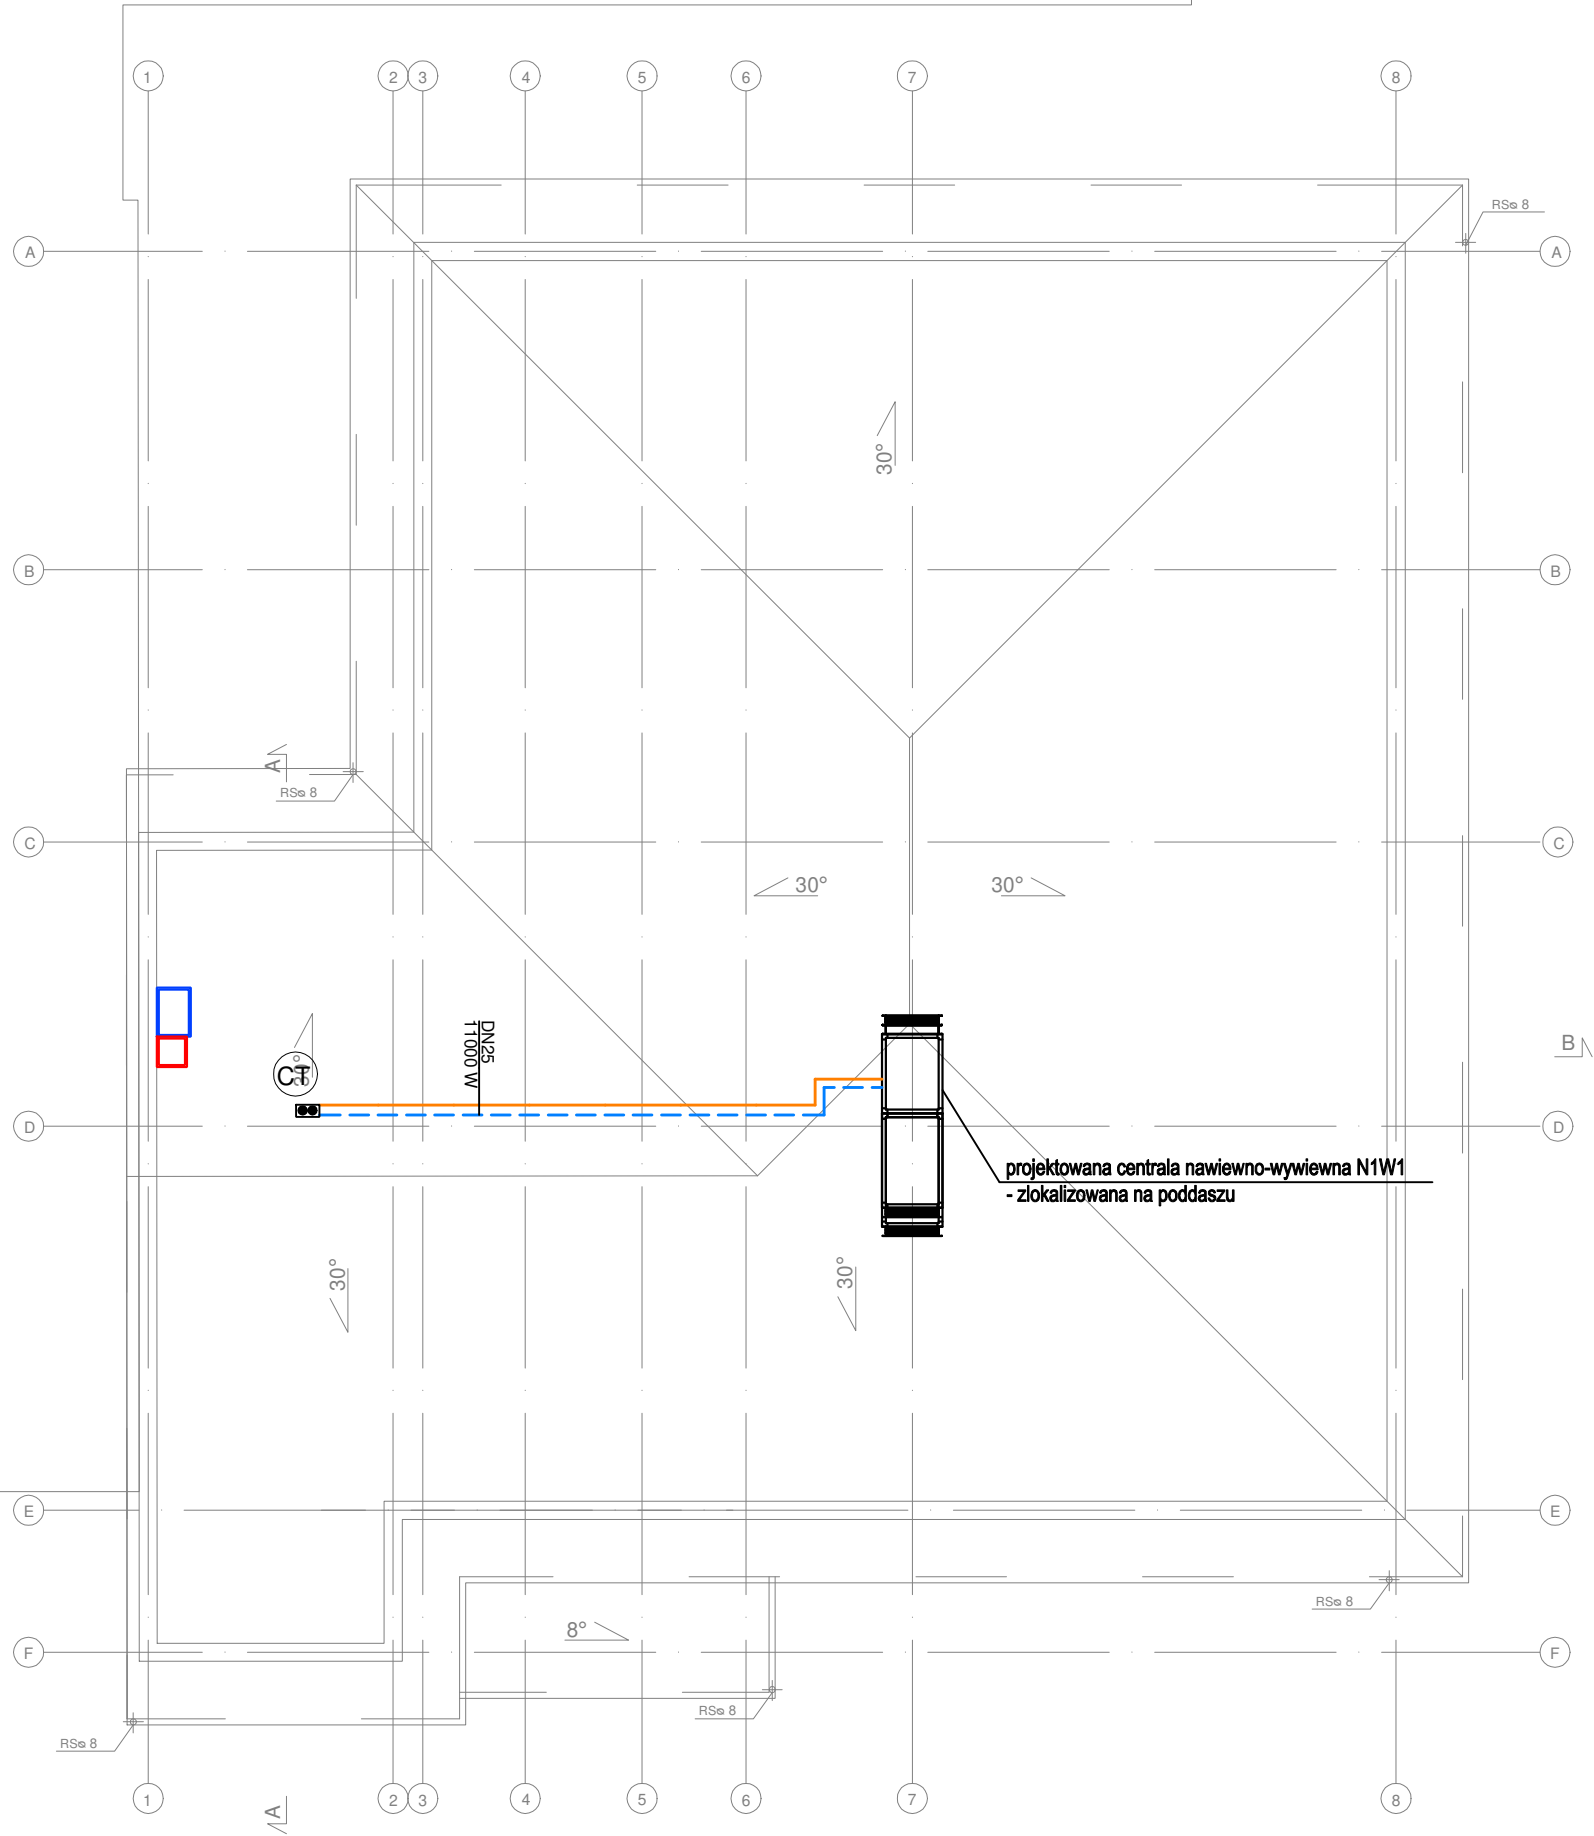 1 2 3 4 5 6 7 8
RSø 8
A A
30°
B B
A
RSø 8
C C
30° 30°
DN25
11000 W
B
30°
CT
D D
projektowana centrala nawiewno-wywiewna N1W1
- zlokalizowana na poddaszu
30° 30°
E E
RSø 8
8°
F F
RSø 8
RSø 8
1 2 3 4 5 6 7 8
A